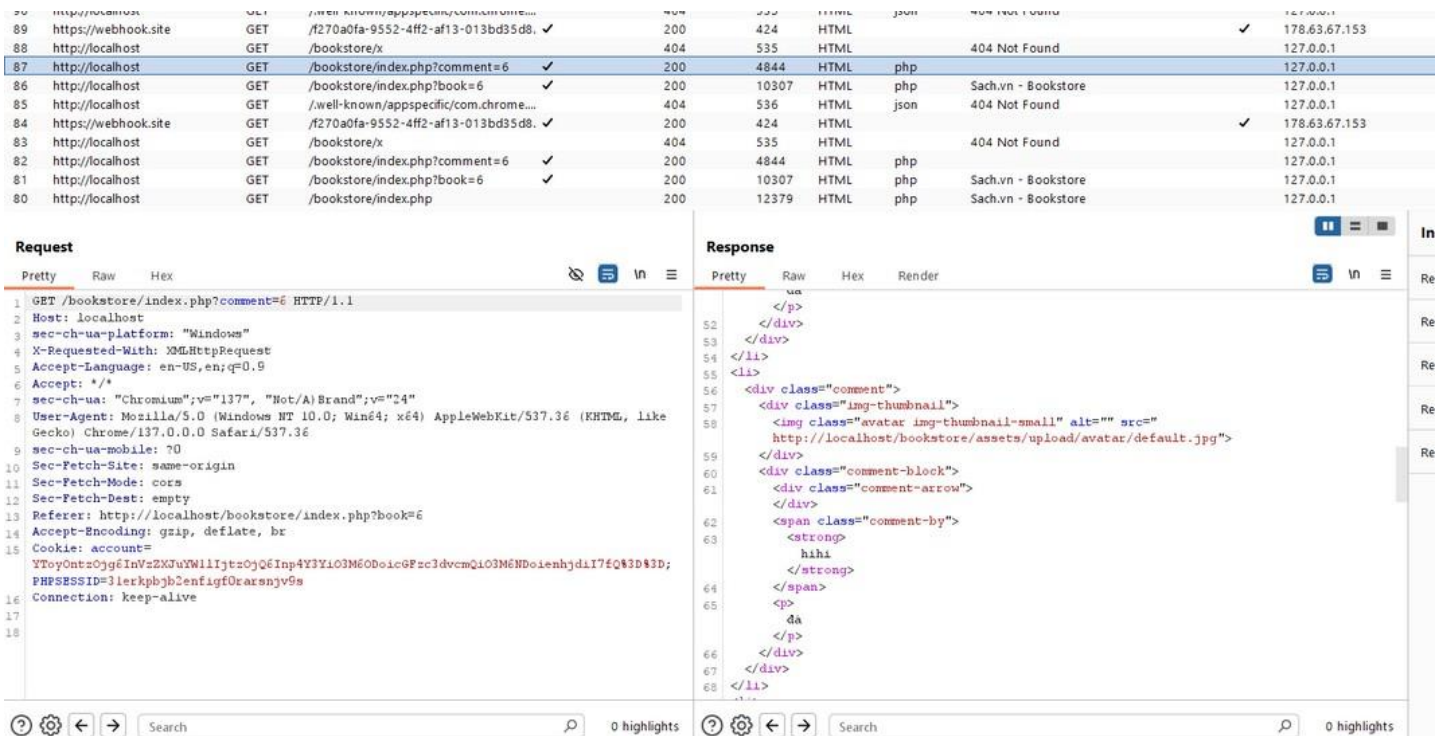 89 https://webhook.site GET /f270a0fa-9552-4ff2-af13-013bd35d8. ✓ 200 424 HTML ✓ 178.63.67.153
88 http://localhost GET /bookstore/x 404 535 HTML 404 Not Found 127.0.0.1
87 http://localhost GET /bookstore/index.php?comment=6 ✓ 200 4844 HTML php 127.0.0.1
86 http://localhost GET /bookstore/index.php?book=6 ✓ 200 10307 HTML php Sach.vn - Bookstore 127.0.0.1
85 http://localhost GET /.well-known/appspecific/com.chrome.... 404 536 HTML json 404 Not Found 127.0.0.1
84 https://webhook.site GET /f270a0fa-9552-4ff2-af13-013bd35d8. ✓ 200 424 HTML ✓ 178.63.67.153
83 http://localhost GET /bookstore/x 404 535 HTML 404 Not Found 127.0.0.1
82 http://localhost GET /bookstore/index.php?comment=6 ✓ 200 4844 HTML php 127.0.0.1
81 http://localhost GET /bookstore/index.php?book=6 ✓ 200 10307 HTML php Sach.vn - Bookstore 127.0.0.1
80 http://localhost GET /bookstore/index.php 200 12379 HTML php Sach.vn - Bookstore 127.0.0.1
Request
Pretty Raw Hex \n
1 GET /bookstore/index.php?comment=6 HTTP/1.1
2 Host: localhost
3 sec-ch-ua-platform: "Windows"
4 X-Requested-With: XMLHttpRequest
5 Accept-Language: en-US,en;q=0.9
6 Accept: */*
7 sec-ch-ua: "Chromium";v="137", "Not/A)Brand";v="24"
8 User-Agent: Mozilla/5.0 (Windows NT 10.0; Win64; x64) AppleWebKit/537.36 (KHTML, like
Gecko) Chrome/137.0.0.0 Safari/537.36
9 sec-ch-ua-mobile: ?0
10 Sec-Fetch-Site: same-origin
11 Sec-Fetch-Mode: cors
12 Sec-Fetch-Dest: empty
13 Referer: http://localhost/bookstore/index.php?book=6
14 Accept-Encoding: gzip, deflate, br
15 Cookie: account=
PHPSESSID=
16 Connection: keep-alive
17
18
Search 0 highlights
Response
Pretty Raw Hex Render \n
</p>
52 </div>
53 </div>
54 </li>
55 <li>
56 <div class="comment">
57 <div class="img-thumbnail">
58 <img class="avatar img-thumbnail-small" alt="" src="
http://localhost/bookstore/assets/upload/avatar/default.jpg">
59 </div>
60 <div class="comment-block">
61 <div class="comment-arrow">
</div>
62 <span class="comment-by">
63 <strong>
hihi
</strong>
64 </span>
65 <p>
đá
</p>
66 </div>
67 </div>
68 </li>
Search 0 highlights
In
Re
Re
Re
Re
Re